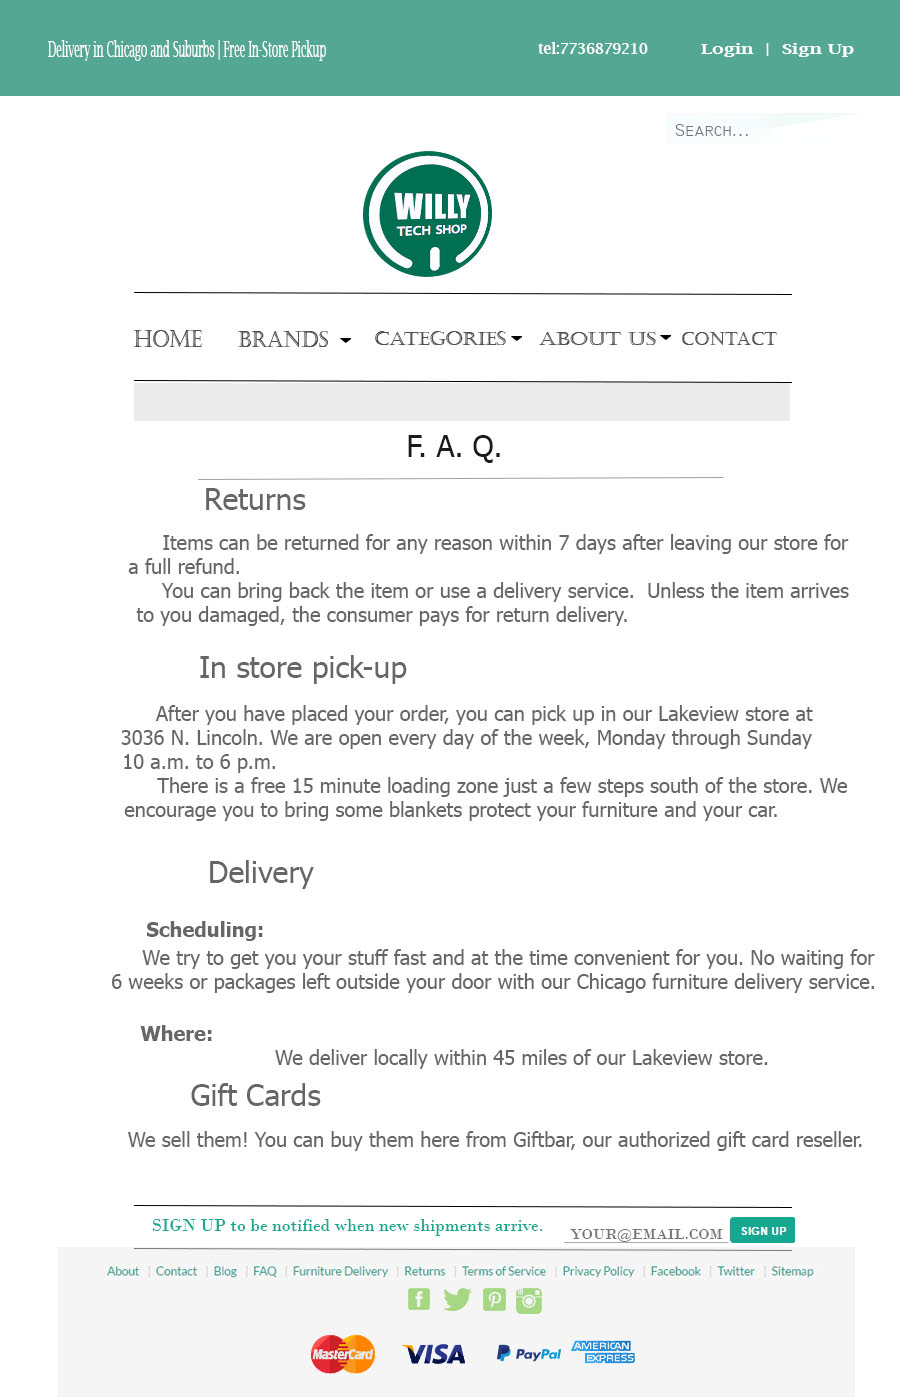 Delivery in Chicago and Suburbs | Free In-Store Pickup tel:7736879210 Login | Sign Up
SEARCH...
WILLY
TECH SHOP
HOME BRANDS CATEGORIES ABOUT US CONTACT
F. A. Q.
Returns
Items can be returned for any reason within 7 days after leaving our store for
a full refund.
You can bring back the item or use a delivery service. Unless the item arrives
to you damaged, the consumer pays for return delivery.
In store pick-up
After you have placed your order, you can pick up in our Lakeview store at
3036 N. Lincoln. We are open every day of the week, Monday through Sunday
10 a.m. to 6 p.m.
There is a free 15 minute loading zone just a few steps south of the store. We
encourage you to bring some blankets protect your furniture and your car.
Delivery
Scheduling:
We try to get you your stuff fast and at the time convenient for you. No waiting for
6 weeks or packages left outside your door with our Chicago furniture delivery service.
Where:
We deliver locally within 45 miles of our Lakeview store.
Gift Cards
We sell them! You can buy them here from Giftbar, our authorized gift card reseller.
SIGN UP to be notified when new shipments arrive. YOUR@EMAIL.COM SIGN UP
About | Contact | Blog | FAQ | Furniture Delivery | Returns | Terms of Service | Privacy Policy | Facebook | Twitter | Sitemap
MasterCard VISA PayPal AMERICAN EXPRESS